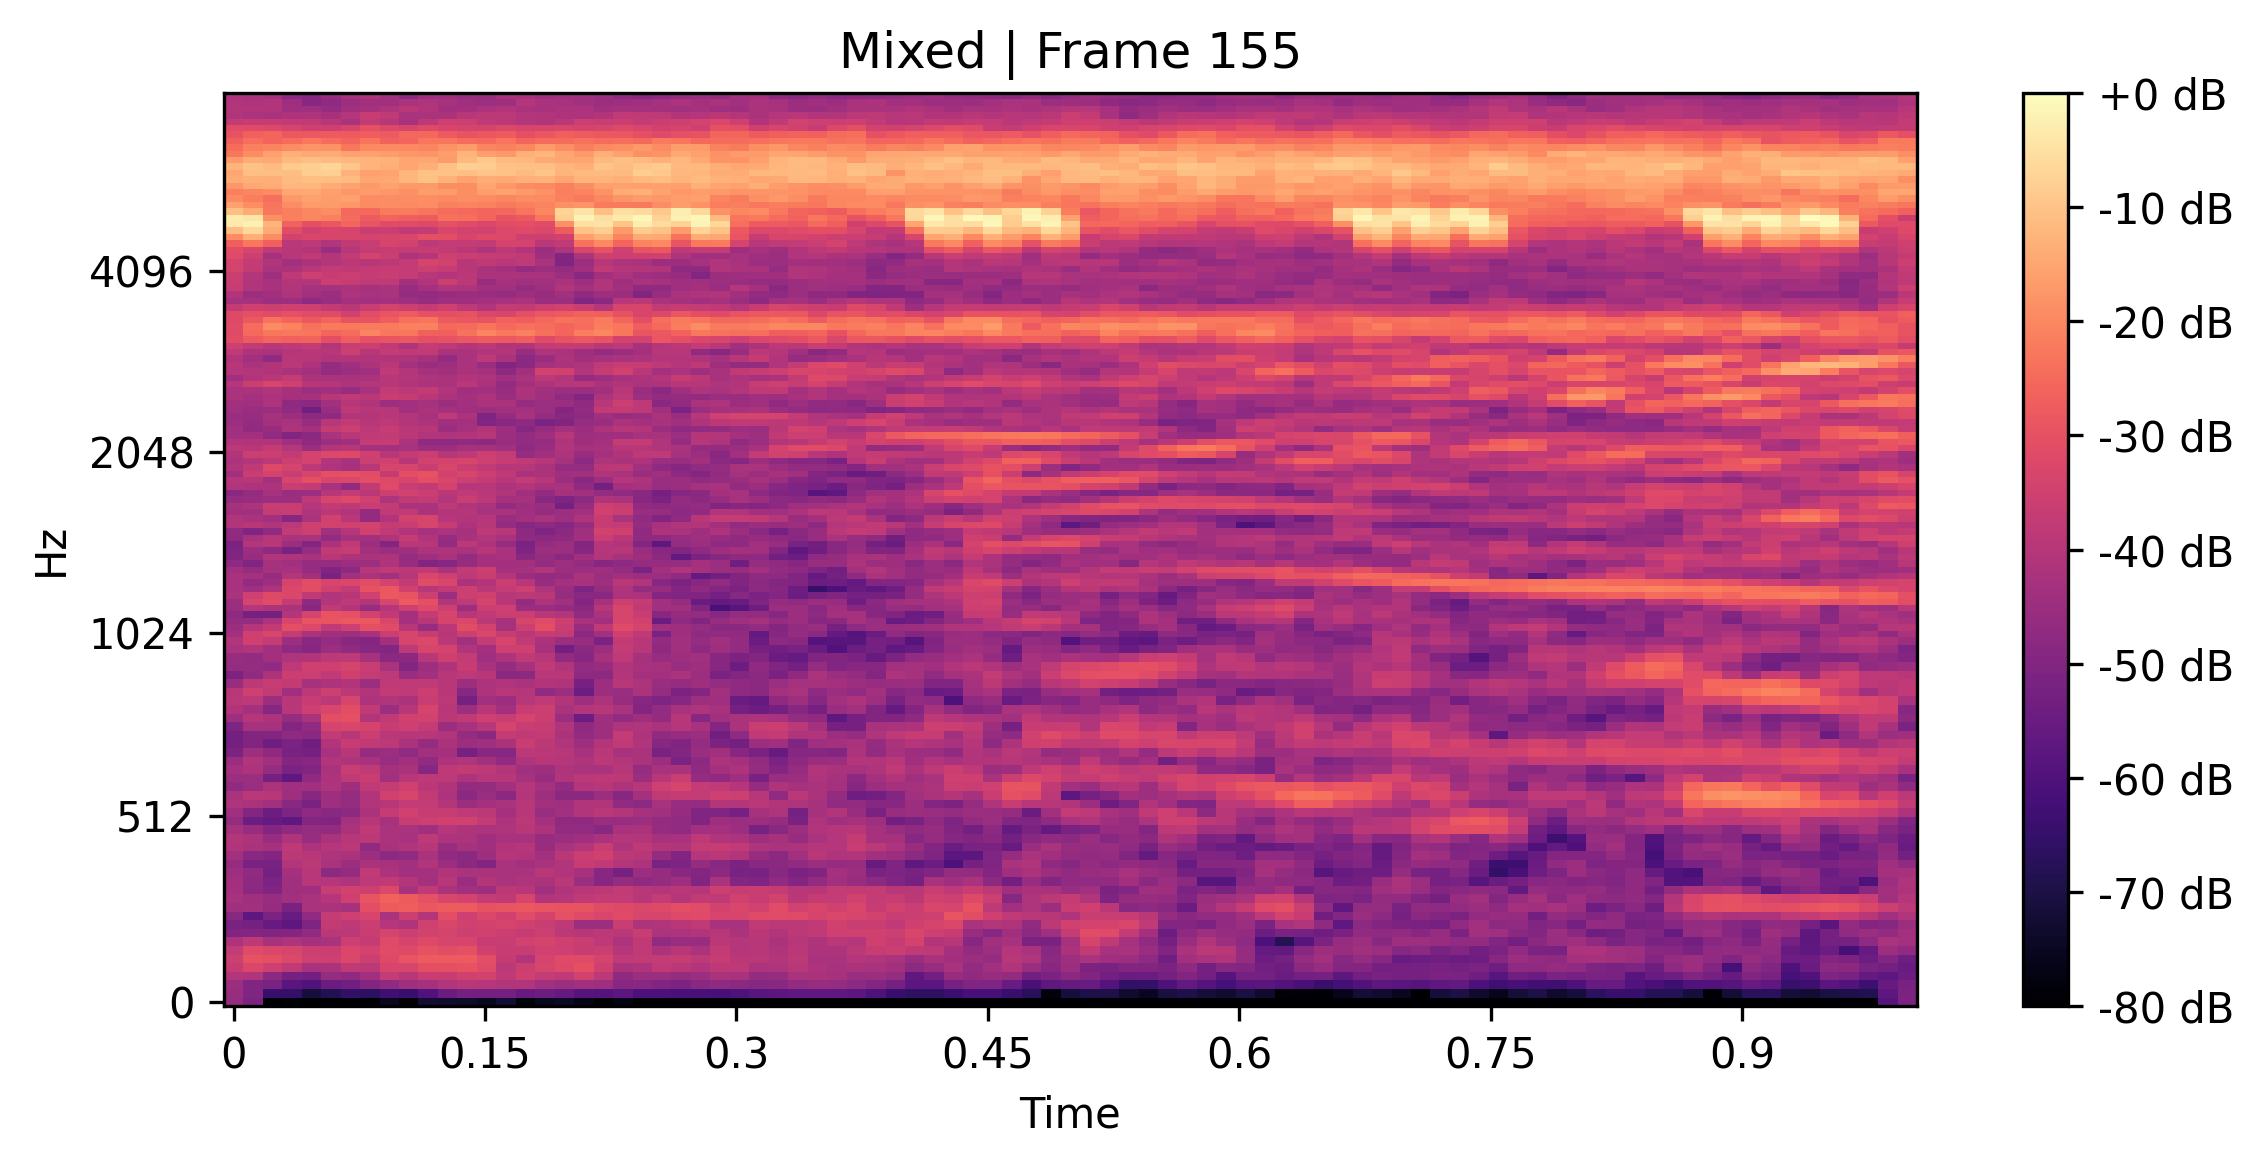 Mixed | Frame 155
+0 dB
-10 dB
4096
-20 dB
-30 dB
2048
-40 dB
Hz
1024
-50 dB
-60 dB
512
-70 dB
0
-80 dB
0 0.15 0.3 0.45 0.6 0.75 0.9
Time